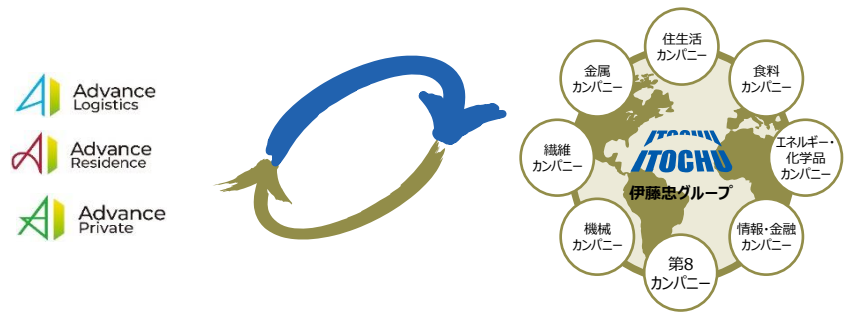 Advance
Logistics
Advance
Residence
Advance
Private
住生活
カンパニー
金属
カンパニー
食料
カンパニー
繊維
カンパニー
エネルギー・
化学品
カンパニー
ITOCHU
ITOCHU
伊藤忠グループ
機械
カンパニー
情報・金融
カンパニー
第8
カンパニー